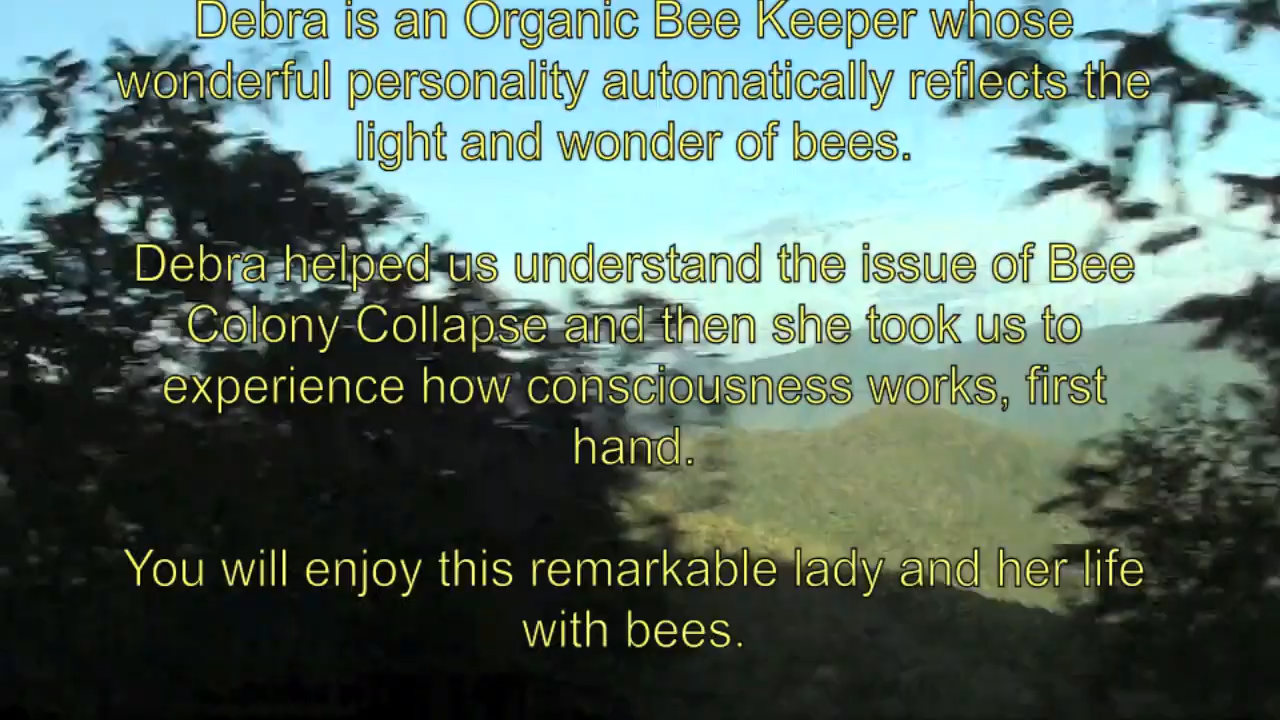 Debra is an Organic Bee Keeper whose
wonderful personality automatically reflects the
light and wonder of bees.
Debra helped us understand the issue of Bee
Colony Collapse and then she took us to
experience how consciousness works, first
hand.
You will enjoy this remarkable lady and her life
with bees.